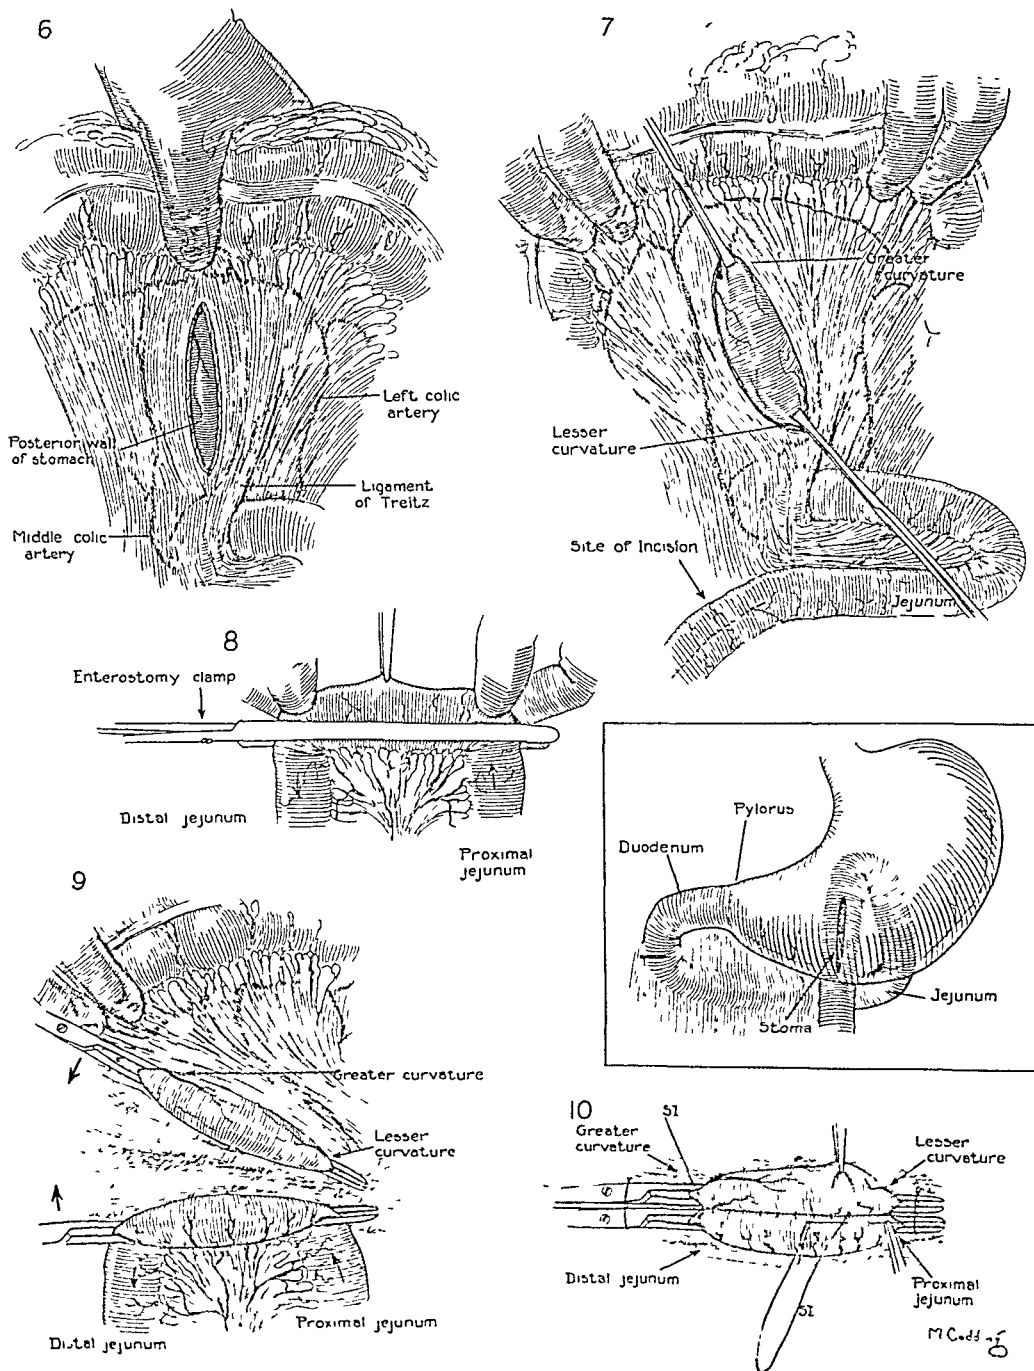 6
7
Greater
curvature
Left colic
artery
Posterior wall
of stomach
Lesser
curvature
Ligament
of Treitz
Middle colic
artery
Site of Incision
Jejunum
8
Enterostomy clamp
Distal jejunum
Proximal
jejunum
Pylorus
Duodenum
Jejunum
Stoma
9
Greater curvature
Lesser
curvature
Proximal jejunum
Distal jejunum
10
SI
Greater
curvature
Lesser
curvature
Distal jejunum
Proximal
jejunum
SI